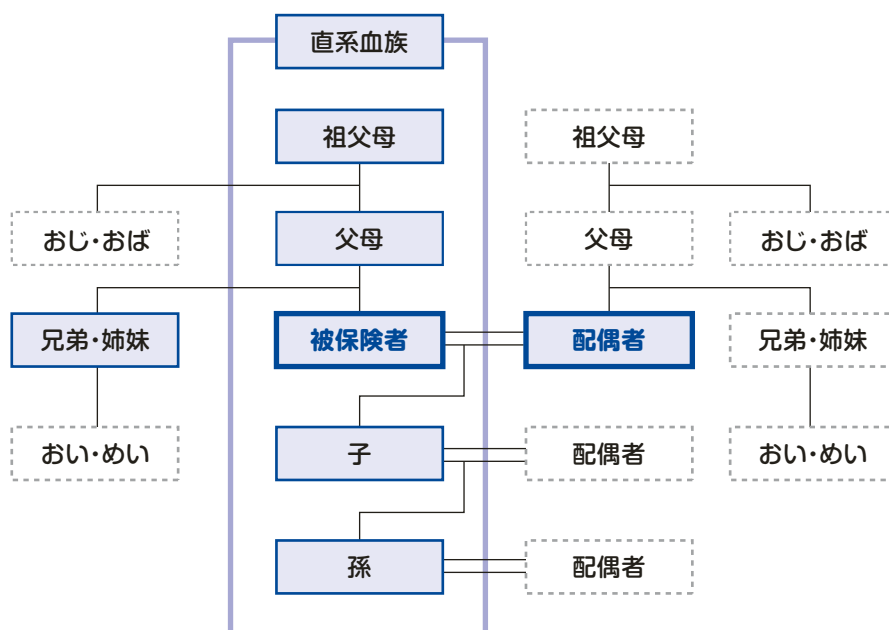 直系血族
祖父母
祖父母
おじ・おば
父母
父母
おじ・おば
兄弟・姉妹
被保険者
配偶者
兄弟・姉妹
おい・めい
子
配偶者
おい・めい
孫
配偶者